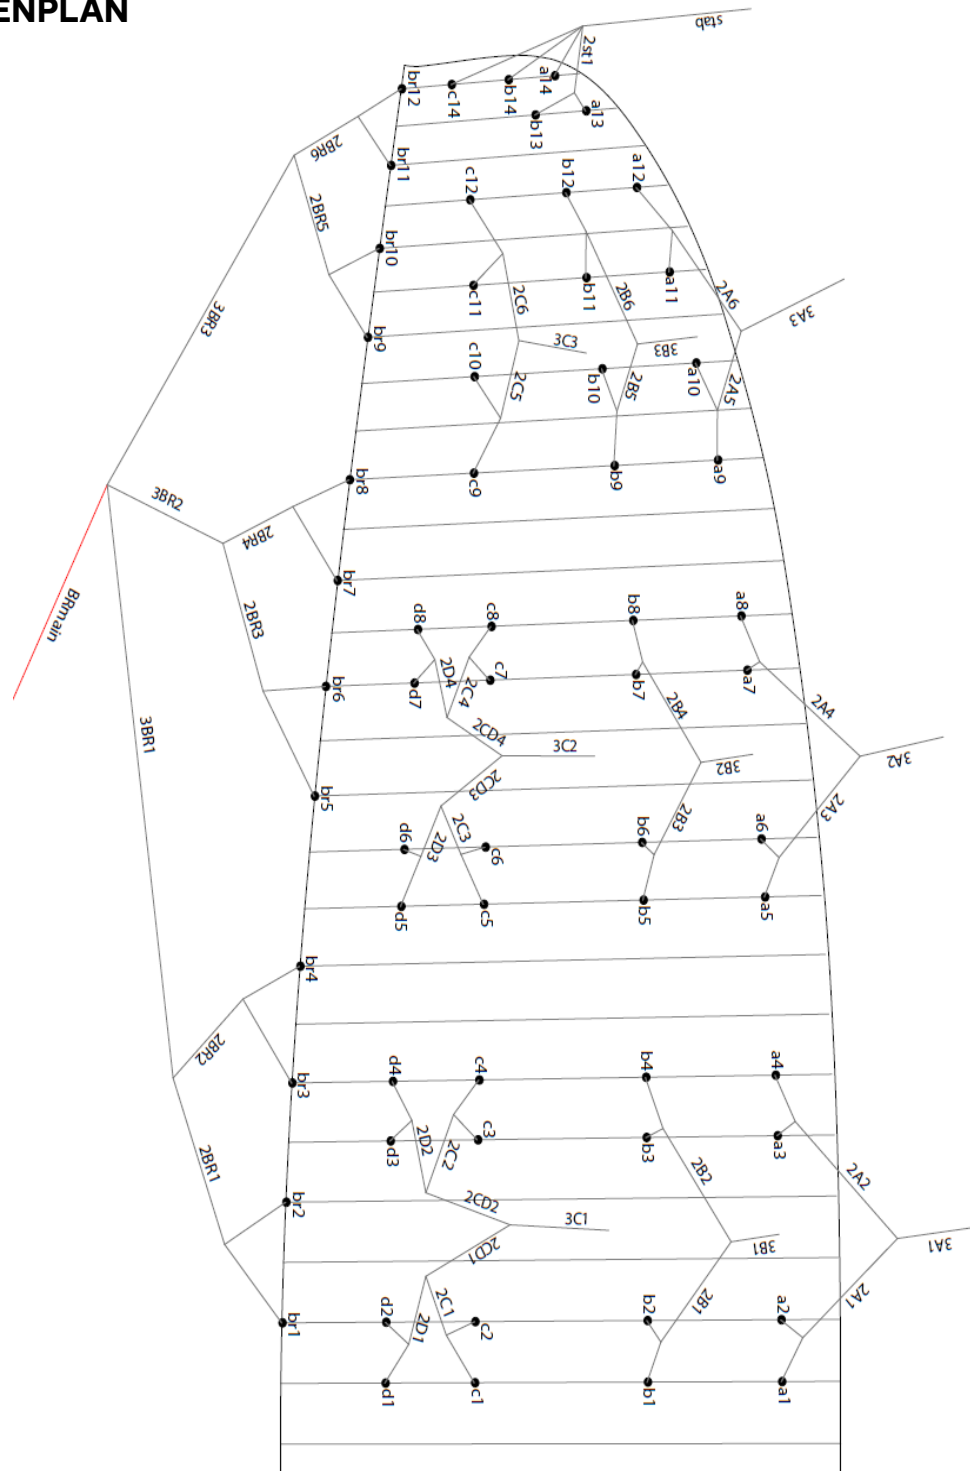 ENPLAN
stab
2st1
br12
c14
b14
a14
b13
a13
2BR6
br11
c12
b12
a12
2BR5
br10
c11
2C6
b11
2B6
a11
2A6
3A3
3BR3
br9
c10
3C3
3B3
2C5
b10
2B5
a10
2A5
br8
c9
b9
a9
3BR2
2BR4
br7
BRmain
2BR3
d8
c8
b8
a8
2D4
2C4
c7
d7
b7
a7
br6
2B4
2A4
3BR1
2CD4
3C2
3B2
3A2
br5
2CD3
2C3
2B3
2A3
d6
2D3
c6
b6
a6
d5
c5
b5
a5
br4
2BR2
br3
d4
c4
b4
a4
2D2
2C2
c3
d3
b3
a3
2BR1
2B2
2A2
br2
2CD2
3C1
3B1
3A1
2CD1
2C1
2B1
2A1
br1
d2
2D1
c2
b2
a2
d1
c1
b1
a1